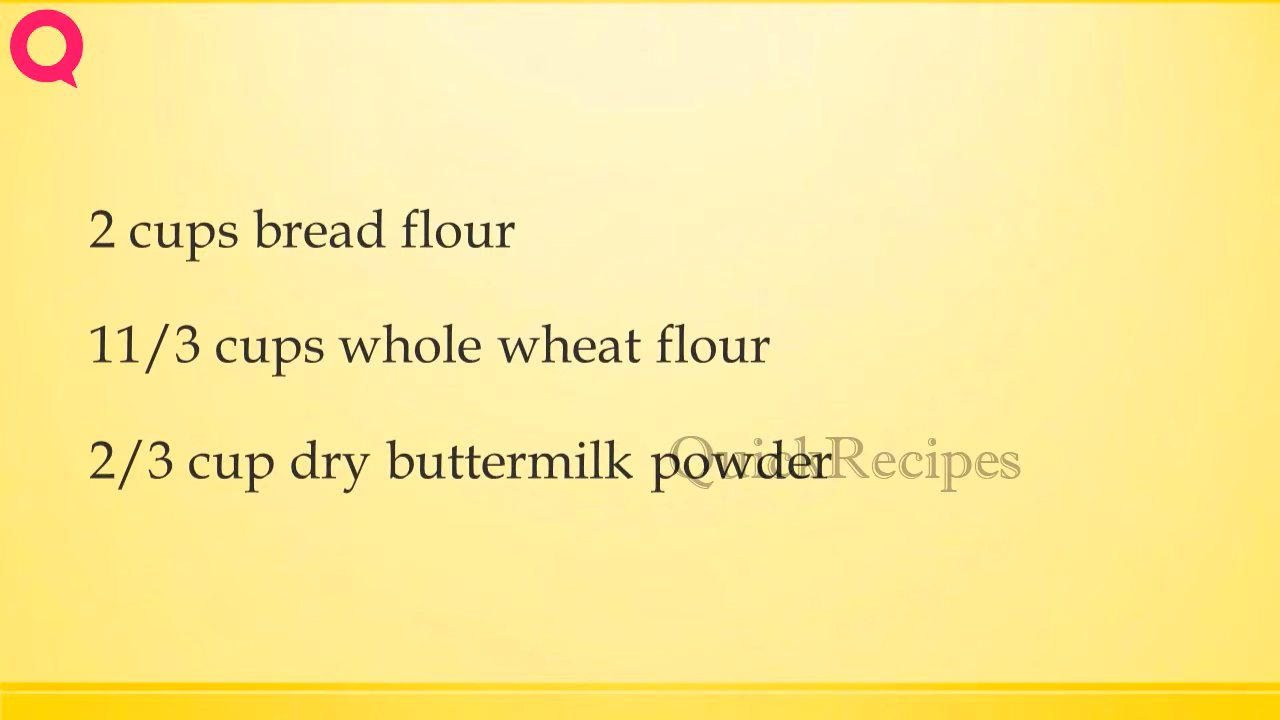 2 cups bread flour
11/3 cups whole wheat flour
2/3 cup dry buttermilk powder
QuickRecipes